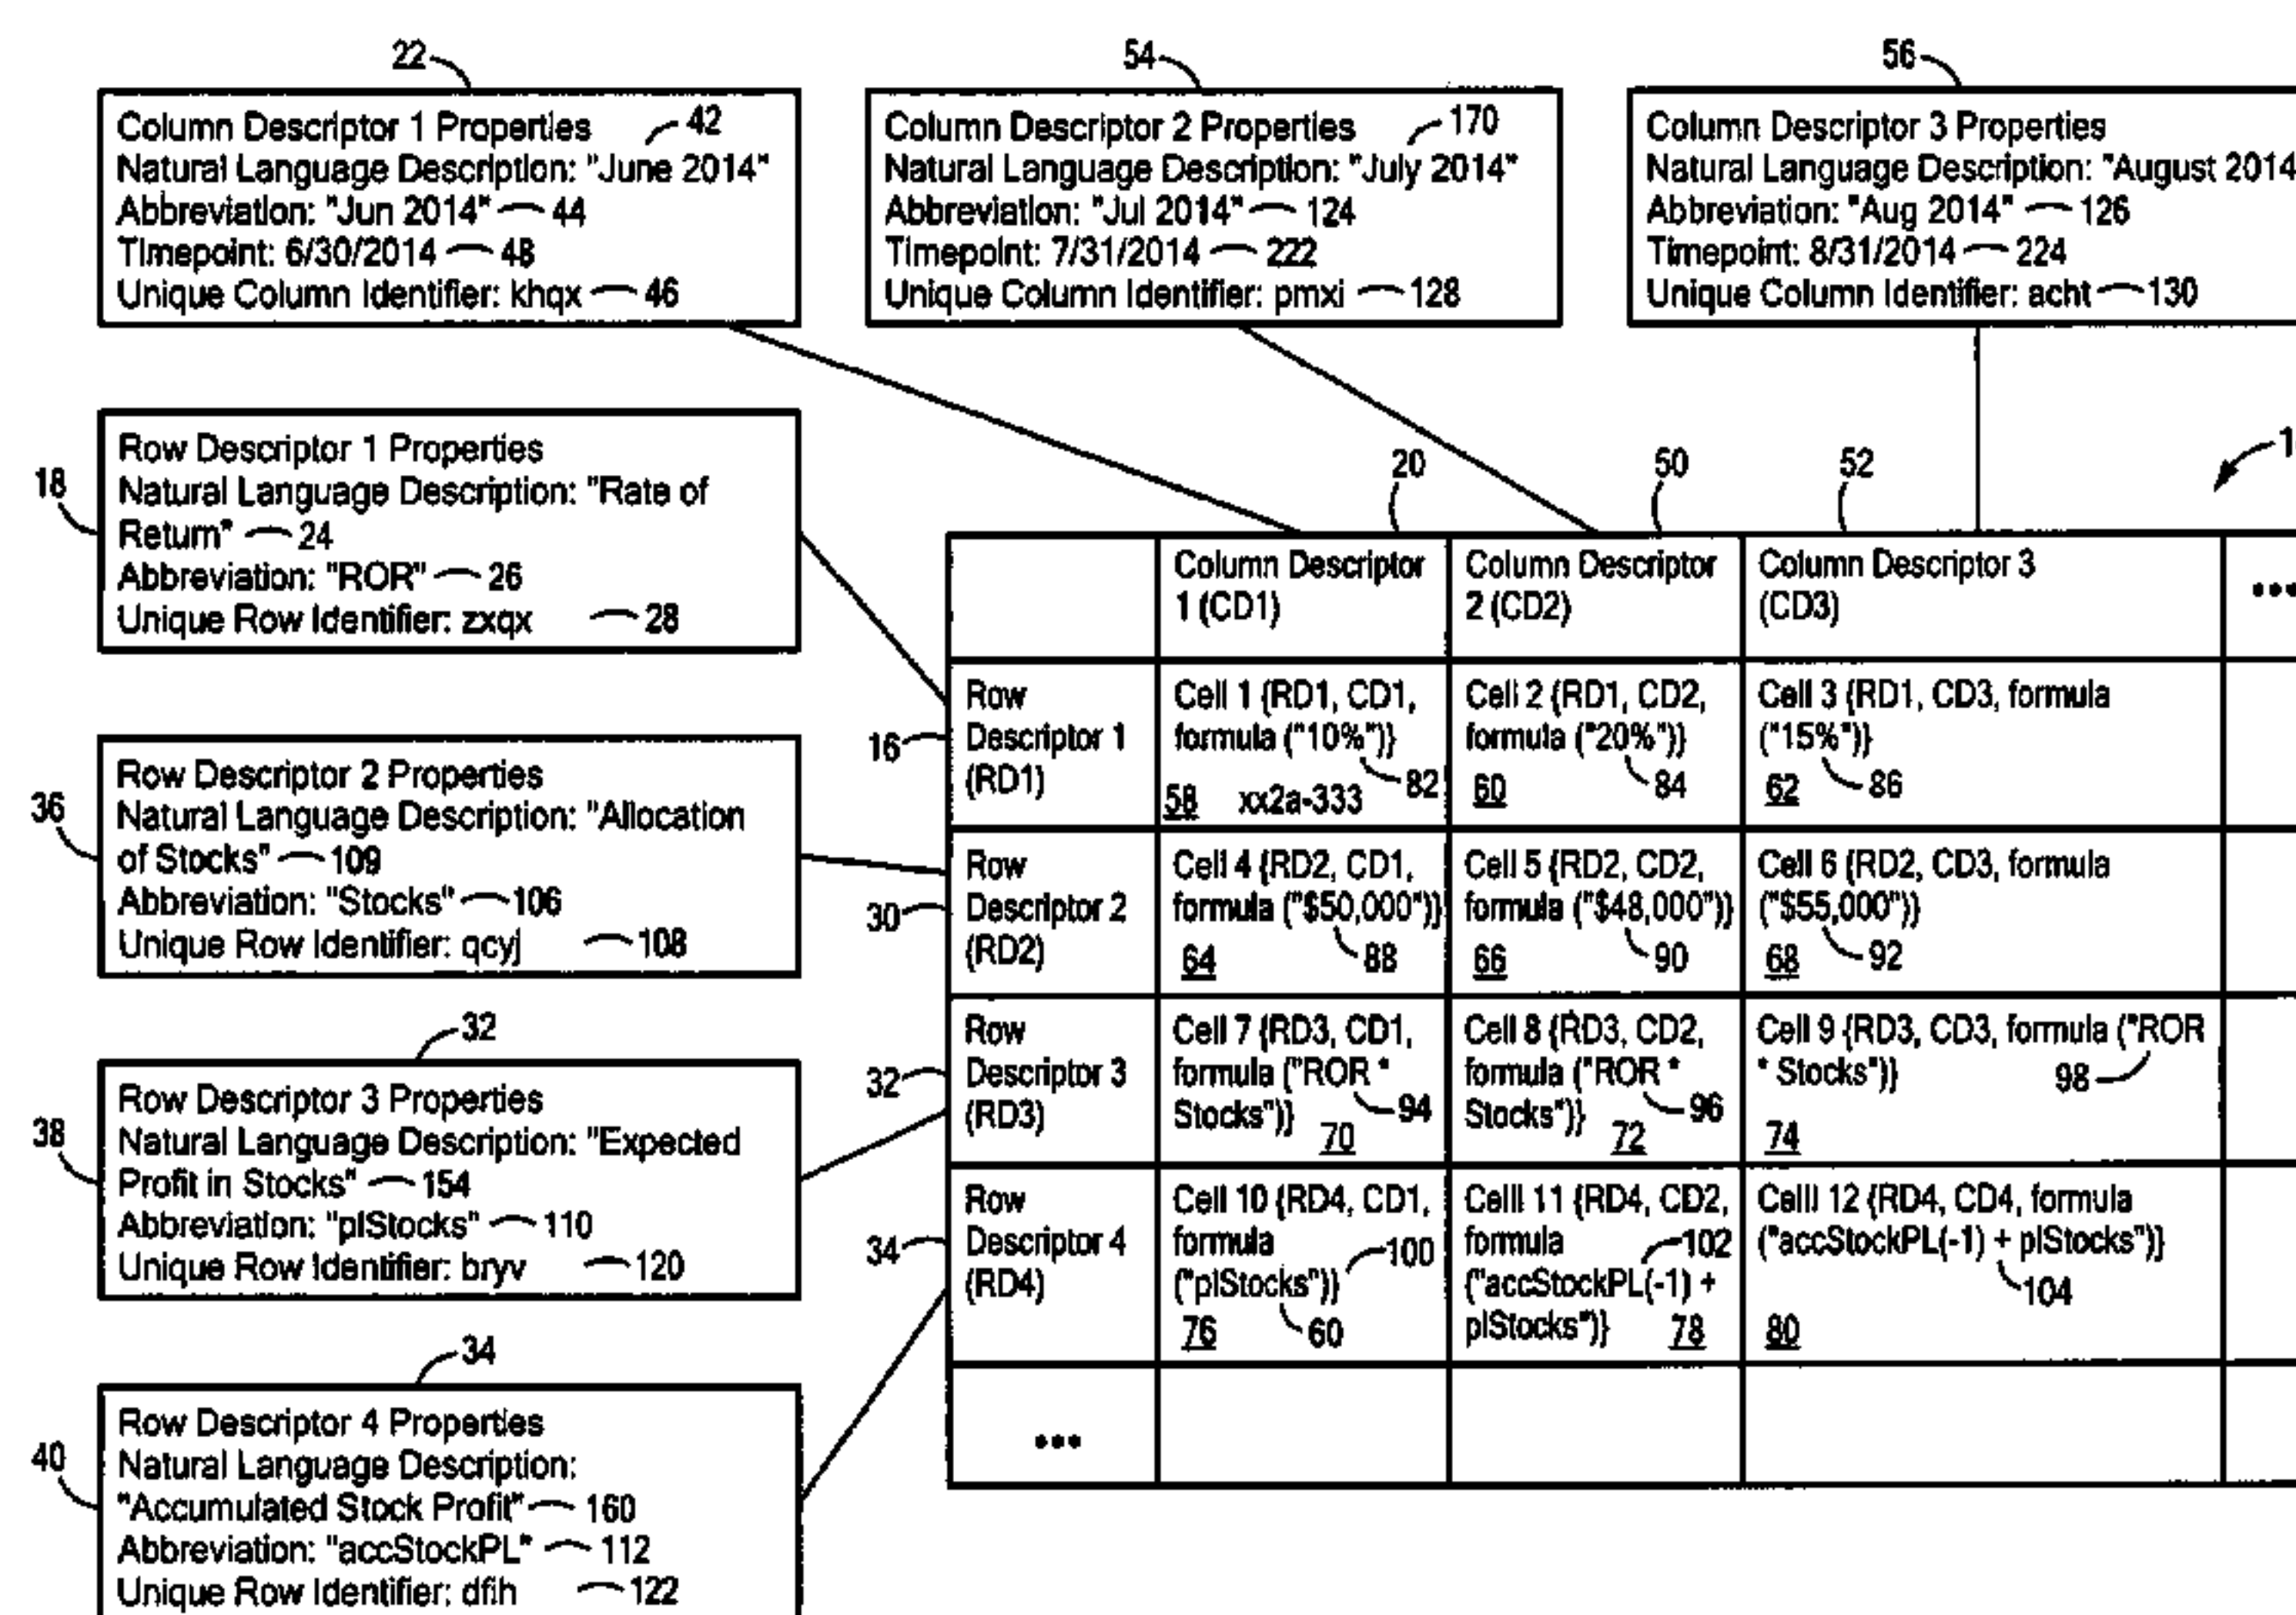 22
54
56
Column Descriptor 1 Properties 42
Natural Language Description: "June 2014"
Abbreviation: "Jun 2014" 44
Timepoint: 6/30/2014 48
Unique Column Identifier: khqx 46
Column Descriptor 2 Properties 170
Natural Language Description: "July 2014"
Abbreviation: "Jul 2014" 124
Timepoint: 7/31/2014 222
Unique Column Identifier: pmxi 128
Column Descriptor 3 Properties
Natural Language Description: "August 2014
Abbreviation: "Aug 2014" 126
Timepoint: 8/31/2014 224
Unique Column Identifier: acht 130
18
Row Descriptor 1 Properties
Natural Language Description: "Rate of
Return" 24
Abbreviation: "ROR" 26
Unique Row Identifier: zxqx 28
36
Row Descriptor 2 Properties
Natural Language Description: "Allocation
of Stocks" 109
Abbreviation: "Stocks" 106
Unique Row Identifier: qcyj 108
32
38
Row Descriptor 3 Properties
Natural Language Description: "Expected
Profit in Stocks" 154
Abbreviation: "plStocks" 110
Unique Row Identifier: bryv 120
34
40
Row Descriptor 4 Properties
Natural Language Description:
"Accumulated Stock Profit" 160
Abbreviation: "accStockPL" 112
Unique Row Identifier: dfih 122
20
50
52
1
Column Descriptor
1 (CD1)
Column Descriptor
2 (CD2)
Column Descriptor 3
(CD3)
•••
16
Row
Descriptor 1
(RD1)
Cell 1 {RD1, CD1,
formula ("10%")}
82
58 xx2a-333
Cell 2 {RD1, CD2,
formula ("20%")}
60 84
Cell 3 {RD1, CD3, formula
("15%")}
62 86
30
Row
Descriptor 2
(RD2)
Cell 4 {RD2, CD1,
formula ("$50,000")}
64 88
Cell 5 {RD2, CD2,
formula ("$48,000")}
66 90
Cell 6 {RD2, CD3, formula
("$55,000")}
68 92
32
Row
Descriptor 3
(RD3)
Cell 7 {RD3, CD1,
formula ("ROR *
Stocks")} 94
70
Cell 8 {RD3, CD2,
formula ("ROR *
Stocks")} 96
72
Cell 9 {RD3, CD3, formula ("ROR
* Stocks")} 98
74
34
Row
Descriptor 4
(RD4)
Cell 10 {RD4, CD1,
formula 100
("plStocks")}
76 60
Celll 11 {RD4, CD2,
formula 102
("accStockPL(-1) +
plStocks")} 78
Celll 12 {RD4, CD4, formula
("accStockPL(-1) + plStocks")}
104
80
•••